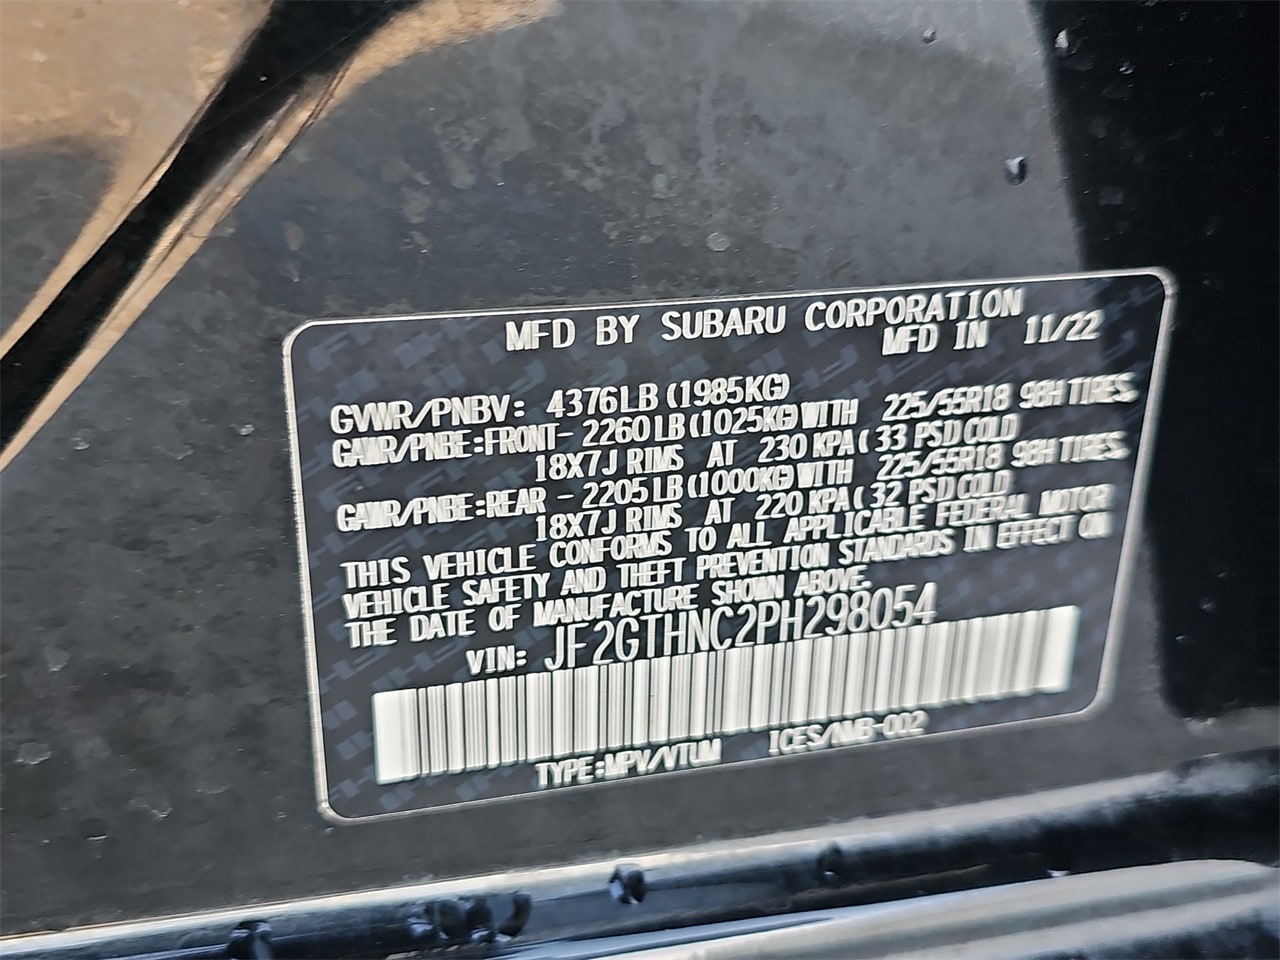 MFD BY SUBARU CORPORATION
MFD IN 11/22
GVWR/PNBV: 4376LB (1985KG)
GAWR/PNBE:FRONT- 2260LB (1025KG) WITH 225/55R18 98H TIRES,
18X7J RIMS AT 230 KPA( 33 PSI) COLD
GAWR/PNBE:REAR - 2205LB (1000KG) WITH 225/55R18 98H TIRES,
18X7J RIMS AT 220 KPA( 32 PSI) COLD
THIS VEHICLE CONFORMS TO ALL APPLICABLE FEDERAL MOTOR
VEHICLE SAFETY AND THEFT PREVENTION STANDARDS IN EFFECT ON
THE DATE OF MANUFACTURE SHOWN ABOVE.
VIN: JF2GTHNC2PH298054
TYPE:MPV/VTUM ICES/NMB-002